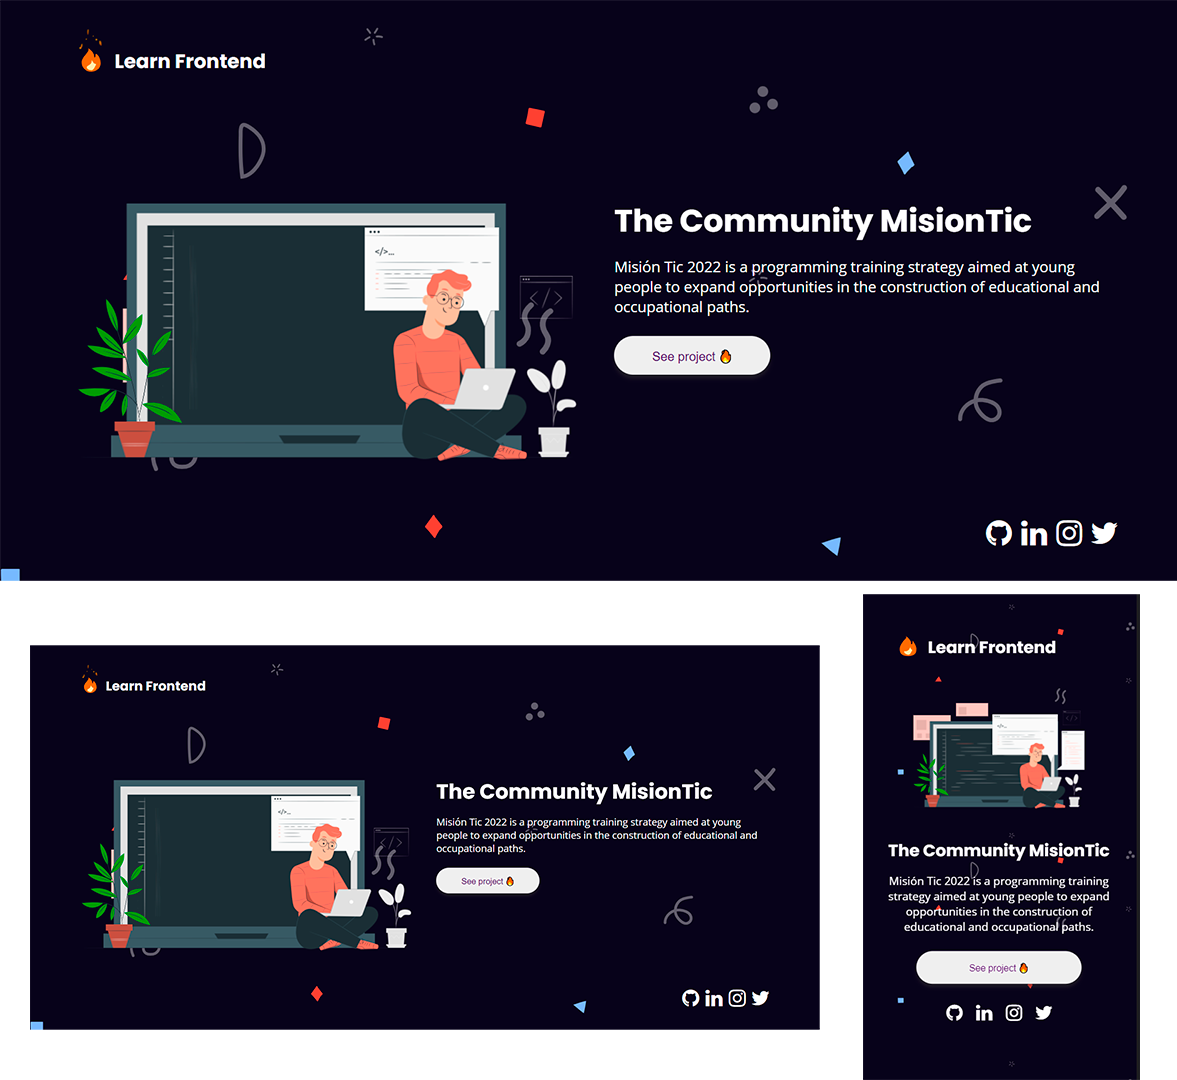 Learn Frontend
</>...
</>
The Community MisionTic
Misión Tic 2022 is a programming training strategy aimed at young
people to expand opportunities in the construction of educational and
occupational paths.
See project
in
Learn Frontend
</>...
</>
The Community MisionTic
Misión Tic 2022 is a programming training strategy aimed at young
people to expand opportunities in the construction of educational and
occupational paths.
See project
in
Learn Frontend
The Community MisionTic
Misión Tic 2022 is a programming training
strategy aimed at young people to expand
opportunities in the construction of
educational and occupational paths.
See project
in